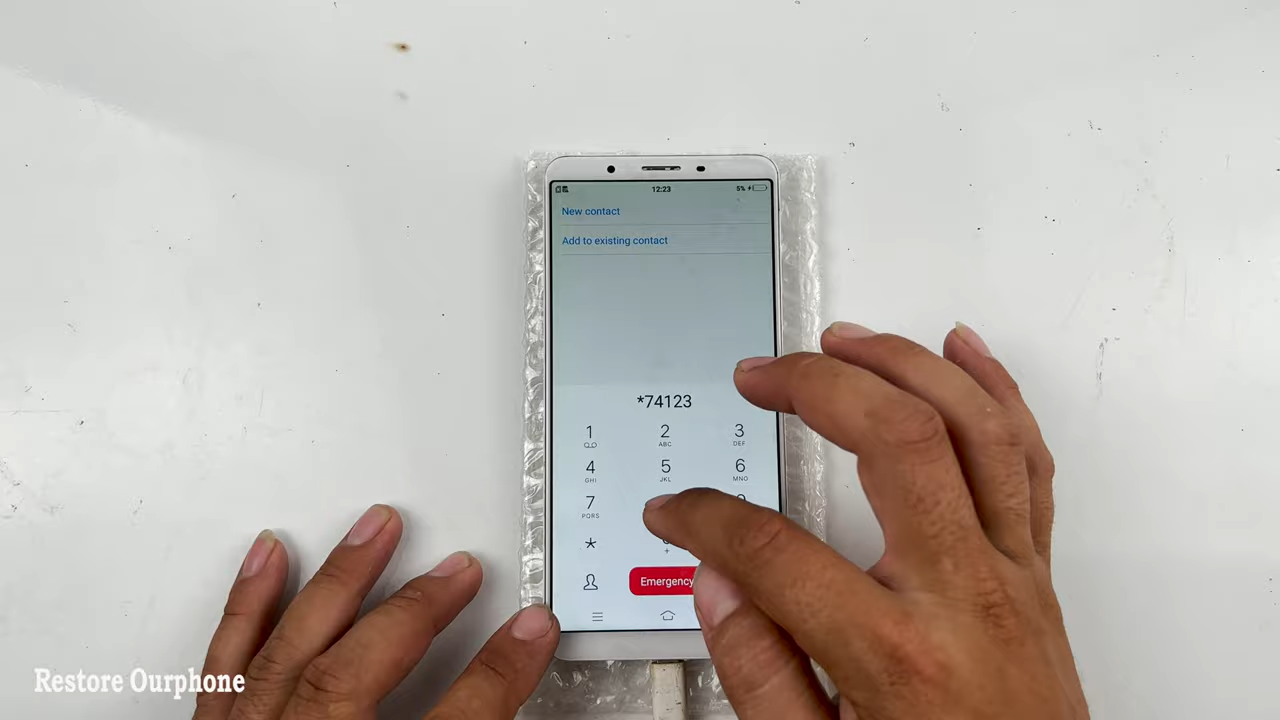 12:23
5%
New contact
Add to existing contact
*74123
1 2 3
ABC DEF
4 5 6
GHI JKL MNO
7
PQRS
*
+
Emergency
Restore Ourphone